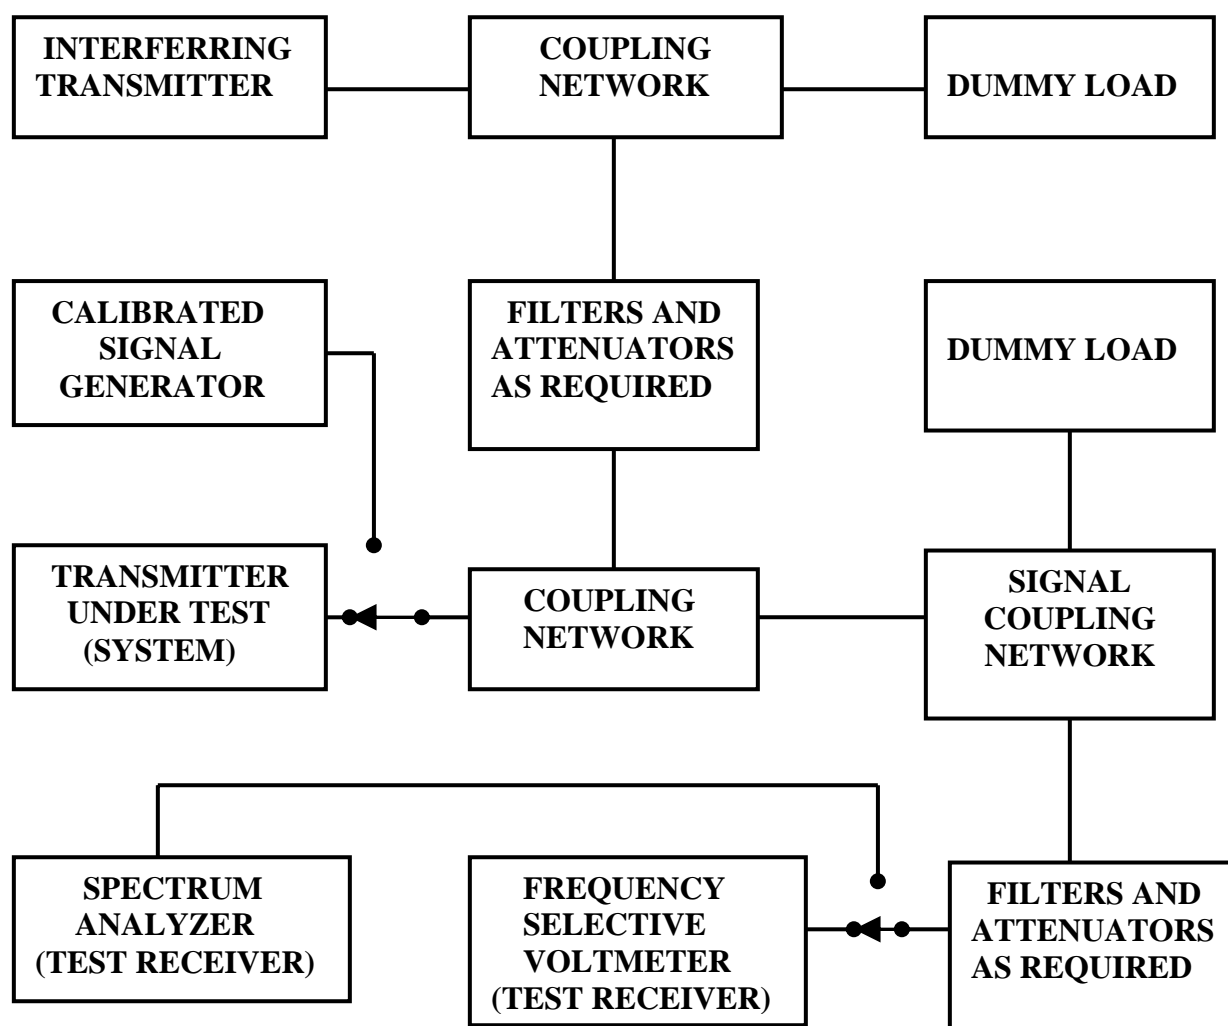 INTERFERRING
TRANSMITTER
COUPLING
NETWORK
DUMMY LOAD
CALIBRATED
SIGNAL
GENERATOR
FILTERS AND
ATTENUATORS
AS REQUIRED
DUMMY LOAD
TRANSMITTER
UNDER TEST
(SYSTEM)
COUPLING
NETWORK
SIGNAL
COUPLING
NETWORK
SPECTRUM
ANALYZER
(TEST RECEIVER)
FREQUENCY
SELECTIVE
VOLTMETER
(TEST RECEIVER)
FILTERS AND
ATTENUATORS
AS REQUIRED